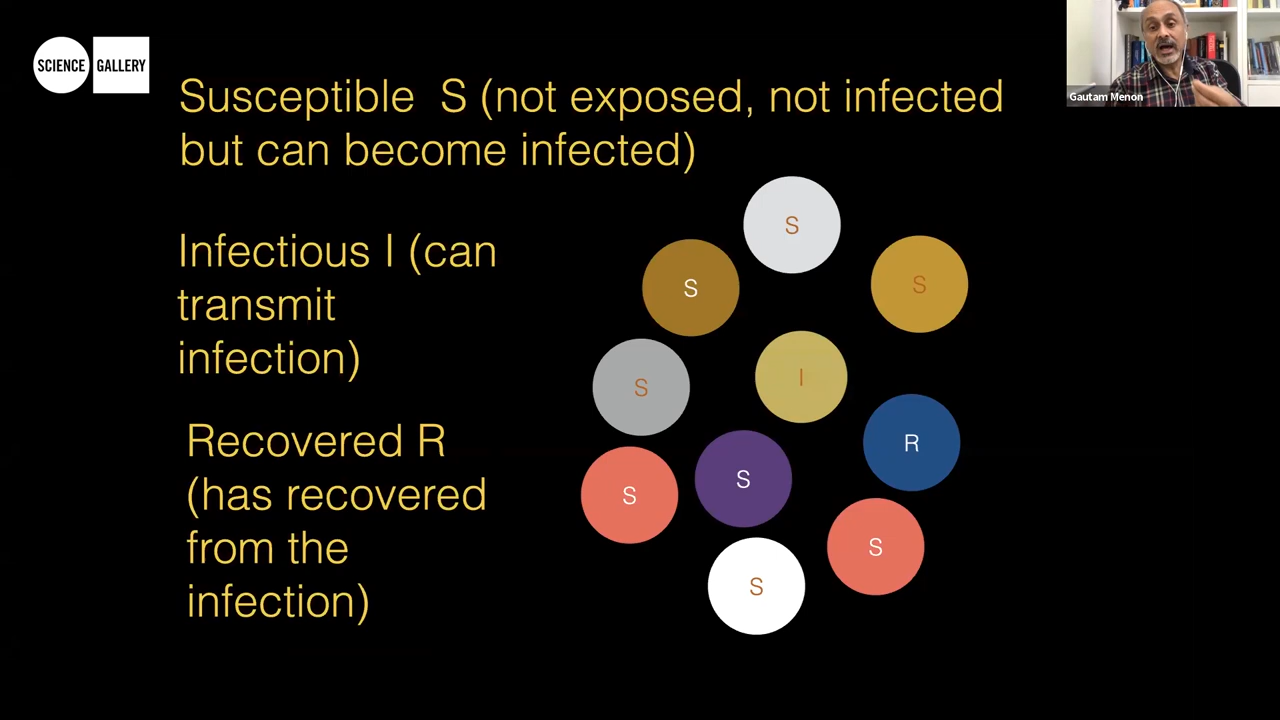 SCIENCE GALLERY
Gautam Menon
Susceptible S (not exposed, not infected
but can become infected)
Infectious I (can
transmit
infection)
Recovered R
(has recovered
from the
infection)
S
S
S
I
S
R
S
S
S
S